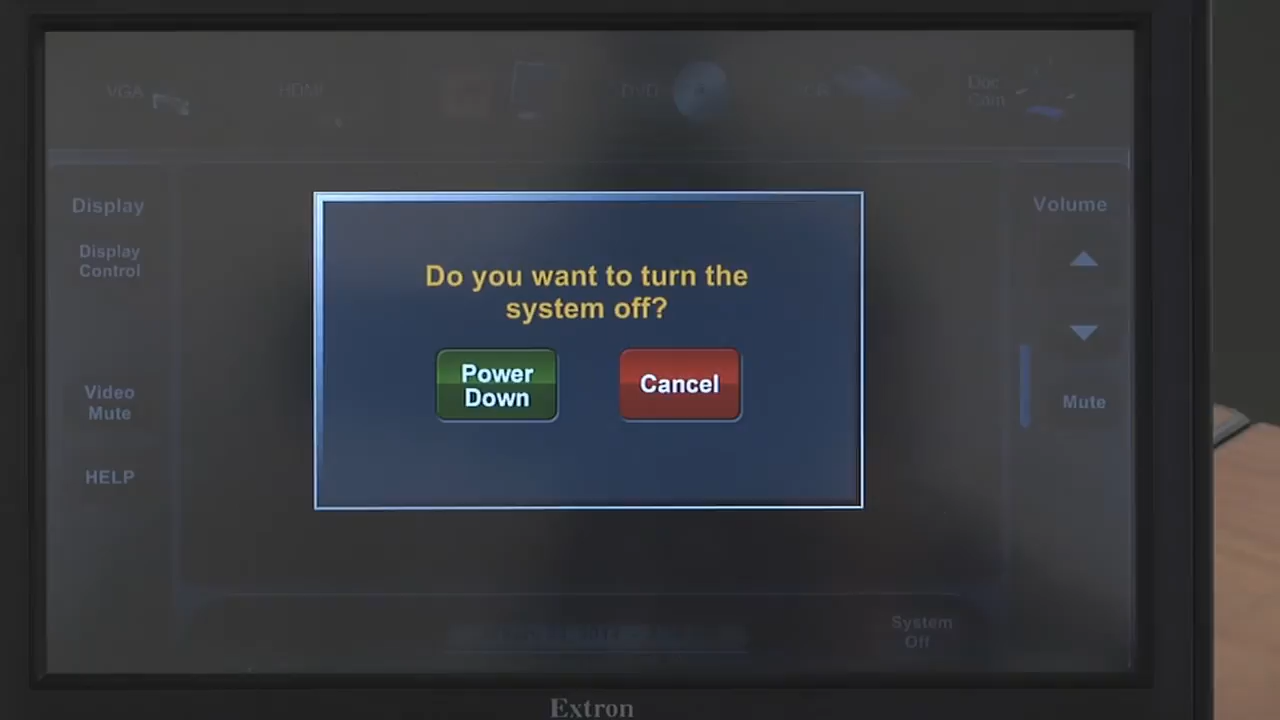 VGA
HDMI
DVD
Doc
Cam
Display
Display
Control
Video
Mute
HELP
Do you want to turn the
system off?
Power
Down
Cancel
Volume
Mute
System
Off
Extron